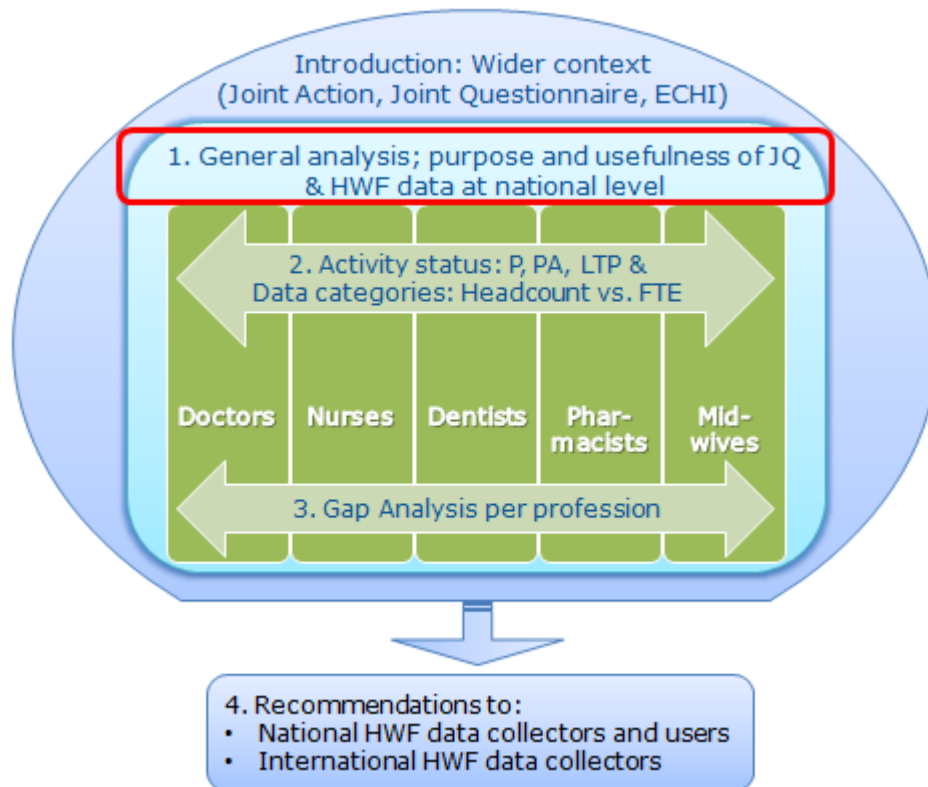 Introduction: Wider context
(Joint Action, Joint Questionnaire, ECHI)
1. General analysis; purpose and usefulness of JQ
& HWF data at national level
2. Activity status: P, PA, LTP &
Data categories: Headcount vs. FTE
Doctors
Nurses
Dentists
Phar-
macists
Mid-
wives
3. Gap Analysis per profession
4. Recommendations to:
• National HWF data collectors and users
• International HWF data collectors